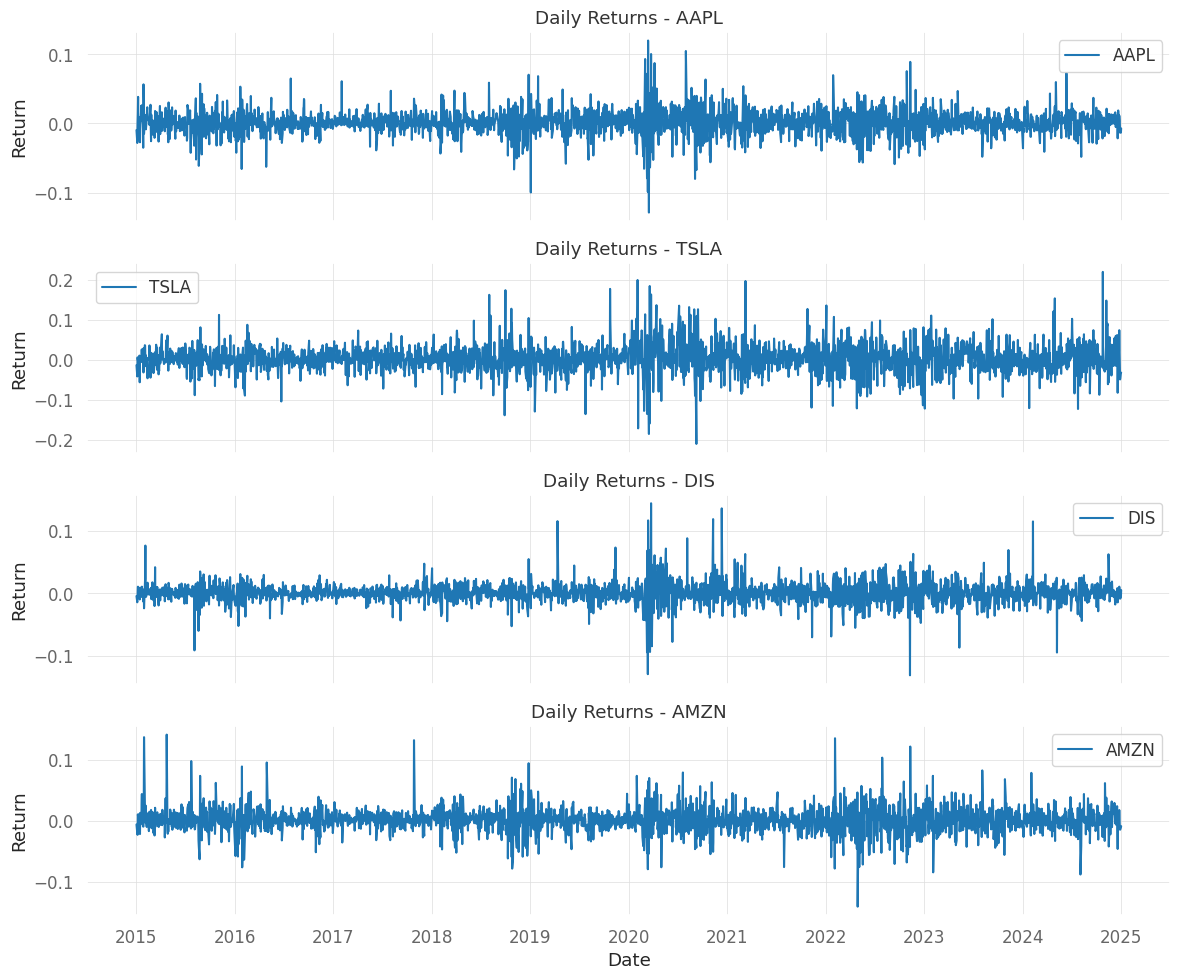 Daily Returns - AAPL
0.1
0.0
−0.1
Return
AAPL
Daily Returns - TSLA
0.2
0.1
0.0
−0.1
−0.2
Return
TSLA
Daily Returns - DIS
0.1
0.0
−0.1
Return
DIS
Daily Returns - AMZN
0.1
0.0
−0.1
Return
AMZN
2015 2016 2017 2018 2019 2020 2021 2022 2023 2024 2025
Date